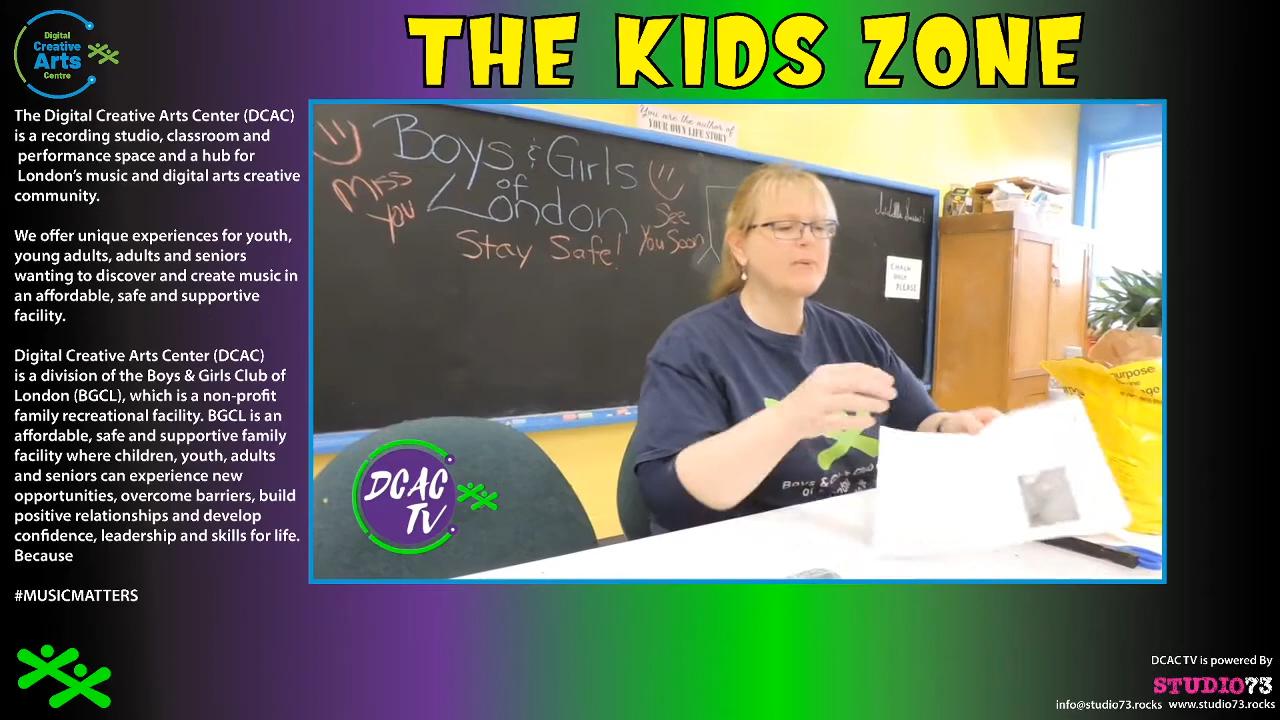 Digital
Creative
Arts
Centre
THE KIDS ZONE
The Digital Creative Arts Center (DCAC)
is a recording studio, classroom and
performance space and a hub for
London's music and digital arts creative
community.
We offer unique experiences for youth,
young adults, adults and seniors
wanting to discover and create music in
an affordable, safe and supportive
facility.
Digital Creative Arts Center (DCAC)
is a division of the Boys & Girls Club of
London (BGCL), which is a non-profit
family recreational facility. BGCL is an
affordable, safe and supportive family
facility where children, youth, adults
and seniors can experience new
opportunities, overcome barriers, build
positive relationships and develop
confidence, leadership and skills for life.
Because
#MUSICMATTERS
You are the author of
YOUR OWN LIFE STORY
Boys & Girls
of
London
Stay Safe!
Miss
you
See
You Soon
CHALK
ONLY
PLEASE
urpose
DCAC
TV
DCAC TV is powered By
STUDIO73
info@studio73.rocks www.studio73.rocks